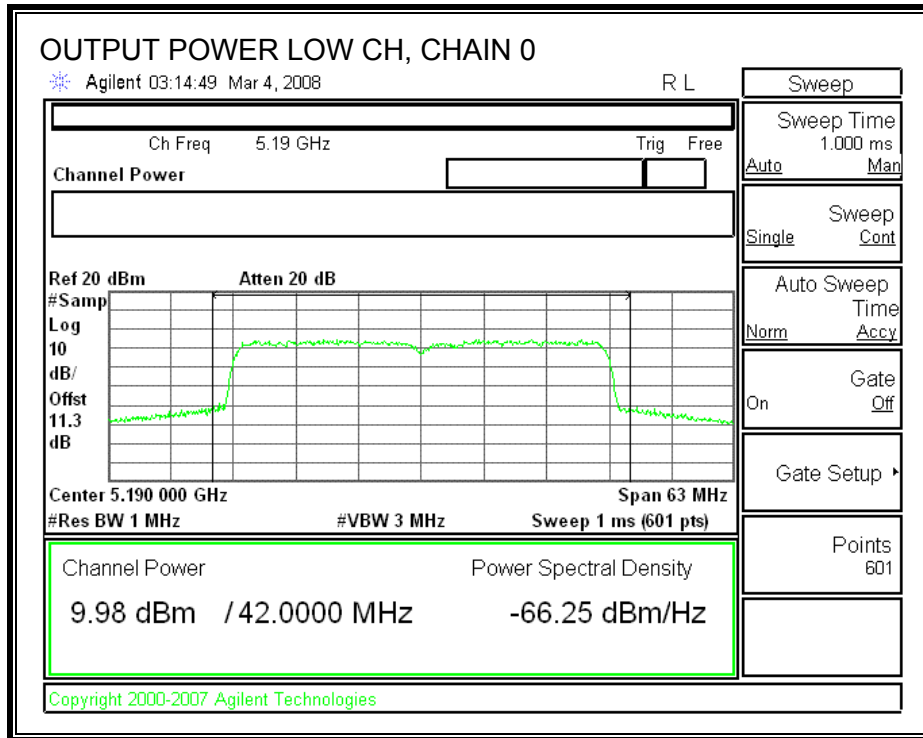 OUTPUT POWER LOW CH, CHAIN 0
Agilent 03:14:49 Mar 4, 2008 R L
Ch Freq 5.19 GHz Trig Free
Channel Power
Ref 20 dBm Atten 20 dB
#Samp
Log
10
dB/
Offst
11.3
dB
Center 5.190 000 GHz Span 63 MHz
#Res BW 1 MHz #VBW 3 MHz Sweep 1 ms (601 pts)
Channel Power Power Spectral Density
9.98 dBm / 42.0000 MHz -66.25 dBm/Hz
Copyright 2000-2007 Agilent Technologies
Sweep
Sweep Time
1.000 ms
Auto Man
Sweep
Single Cont
Auto Sweep
Time
Norm Accy
Gate
On Off
Gate Setup
Points
601